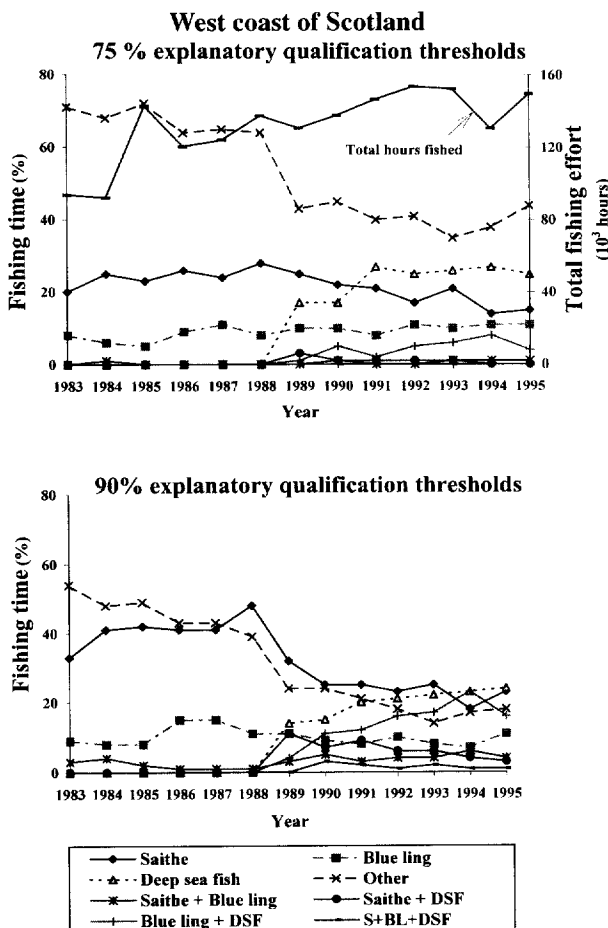 West coast of Scotland
75 % explanatory qualification thresholds
80
60
40
20
0
Fishing time (%)
160
120
80
40
0
Total fishing effort
(10³ hours)
Total hours fished
1983 1984 1985 1986 1987 1988 1989 1990 1991 1992 1993 1994 1995
Year
90% explanatory qualification thresholds
80
60
40
20
0
Fishing time (%)
1983 1984 1985 1986 1987 1988 1989 1990 1991 1992 1993 1994 1995
Year
Saithe Blue ling
Deep sea fish Other
Saithe + Blue ling Saithe + DSF
Blue ling + DSF S+BL+DSF